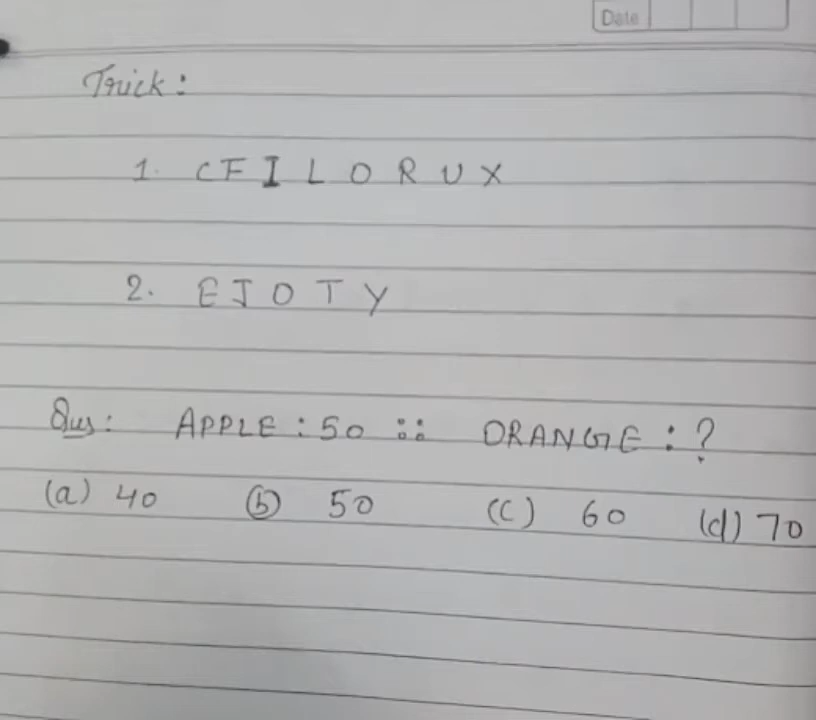 Date
Trick:
1. CFILORUX
2. EJOTY
Qus: APPLE : 50 :: ORANGE : ?
(a) 40 (b) 50 (c) 60 (d) 70